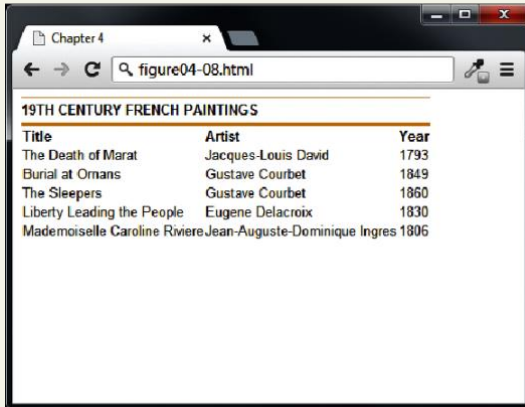 Chapter 4
figure04-08.html
19TH CENTURY FRENCH PAINTINGS
Title Artist Year
The Death of Marat Jacques-Louis David 1793
Burial at Ornans Gustave Courbet 1849
The Sleepers Gustave Courbet 1860
Liberty Leading the People Eugene Delacroix 1830
Mademoiselle Caroline Riviere Jean-Auguste-Dominique Ingres 1806